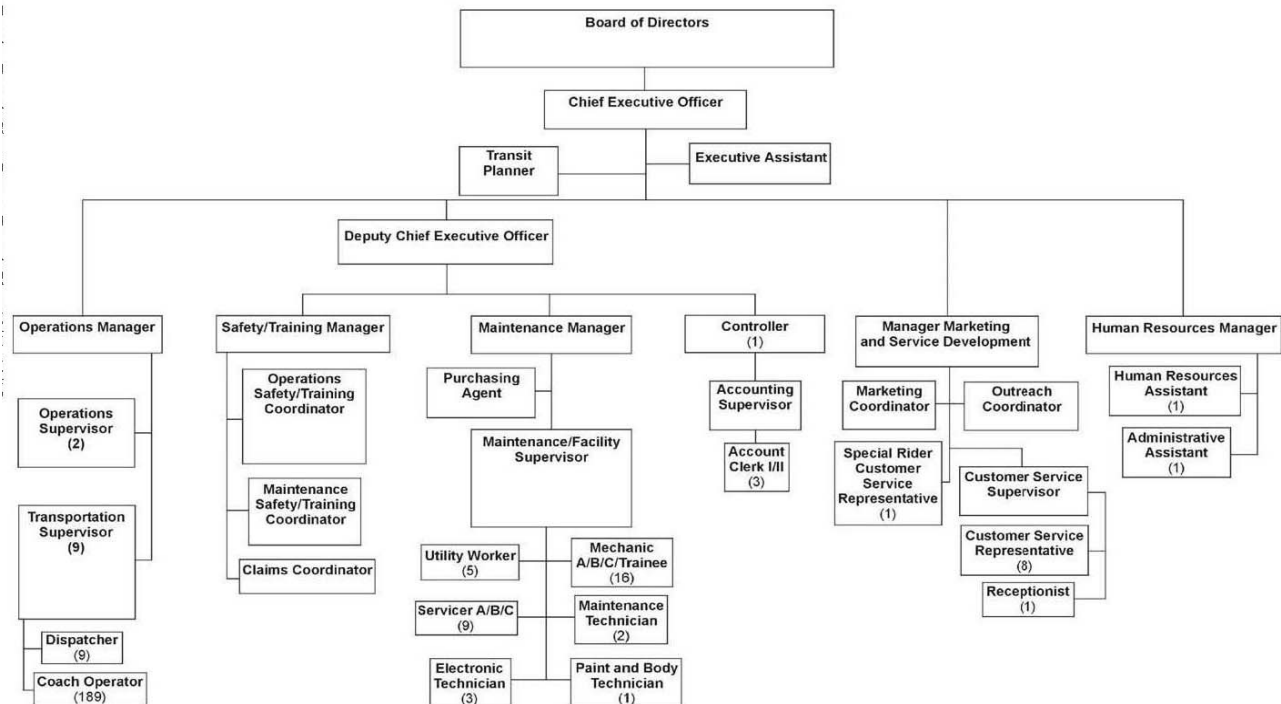 Board of Directors
Chief Executive Officer
Transit
Planner
Executive Assistant
Deputy Chief Executive Officer
Operations Manager
Safety/Training Manager
Maintenance Manager
Controller
(1)
Manager Marketing
and Service Development
Human Resources Manager
Operations
Supervisor
(2)
Transportation
Supervisor
(9)
Dispatcher
(9)
Coach Operator
(189)
Operations
Safety/Training
Coordinator
Maintenance
Safety/Training
Coordinator
Claims Coordinator
Purchasing
Agent
Maintenance/Facility
Supervisor
Utility Worker
(5)
Mechanic
A/B/C/Trainee
(16)
Servicer A/B/C
(9)
Maintenance
Technician
(2)
Electronic
Technician
(3)
Paint and Body
Technician
(1)
Accounting
Supervisor
Account
Clerk I/II
(3)
Marketing
Coordinator
Outreach
Coordinator
Special Rider
Customer
Service
Representative
(1)
Customer Service
Supervisor
Customer Service
Representative
(8)
Receptionist
(1)
Human Resources
Assistant
(1)
Administrative
Assistant
(1)